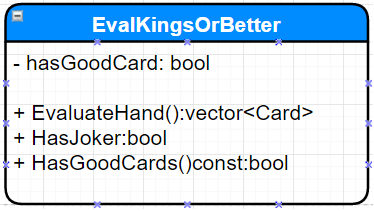 EvalKingsOrBetter
- hasGoodCard: bool
+ EvaluateHand():vector<Card>
+ HasJoker:bool
+ HasGoodCards()const:bool